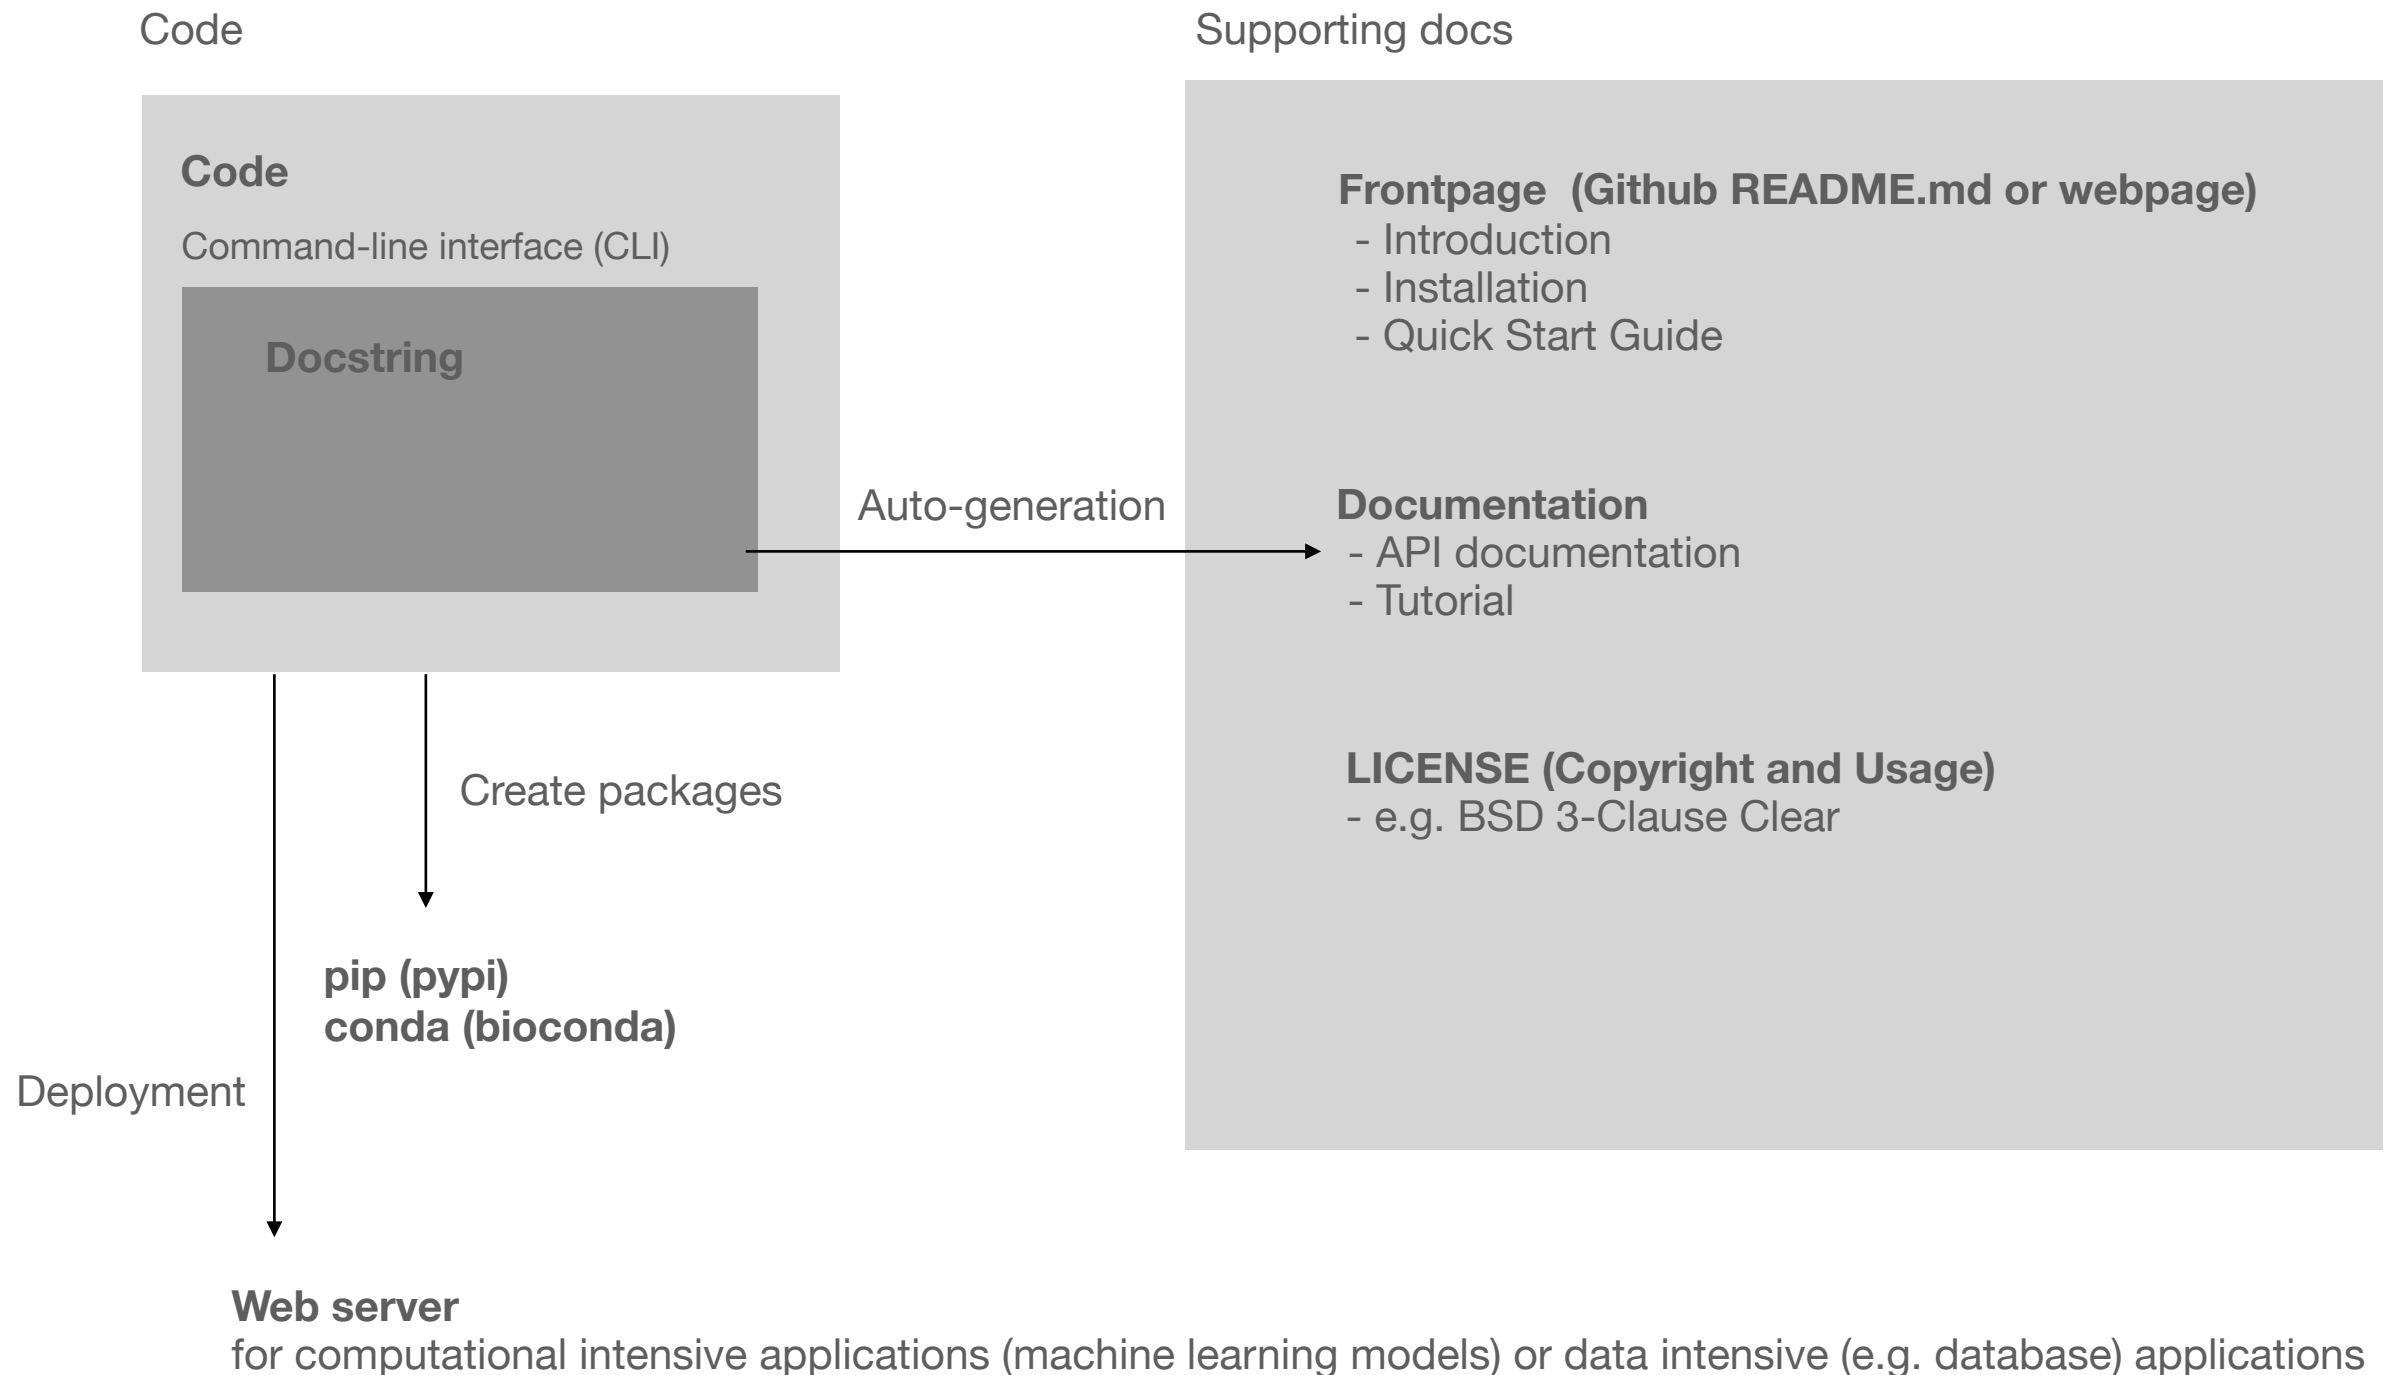 Code
Supporting docs
Code
Command-line interface (CLI)
Docstring
Auto-generation
Frontpage  (Github README.md or webpage)
- Introduction
- Installation
- Quick Start Guide
Documentation
- API documentation
- Tutorial
LICENSE (Copyright and Usage)
- e.g. BSD 3-Clause Clear
Create packages
pip (pypi)
conda (bioconda)
Deployment
Web server
for computational intensive applications (machine learning models) or data intensive (e.g. database) applications